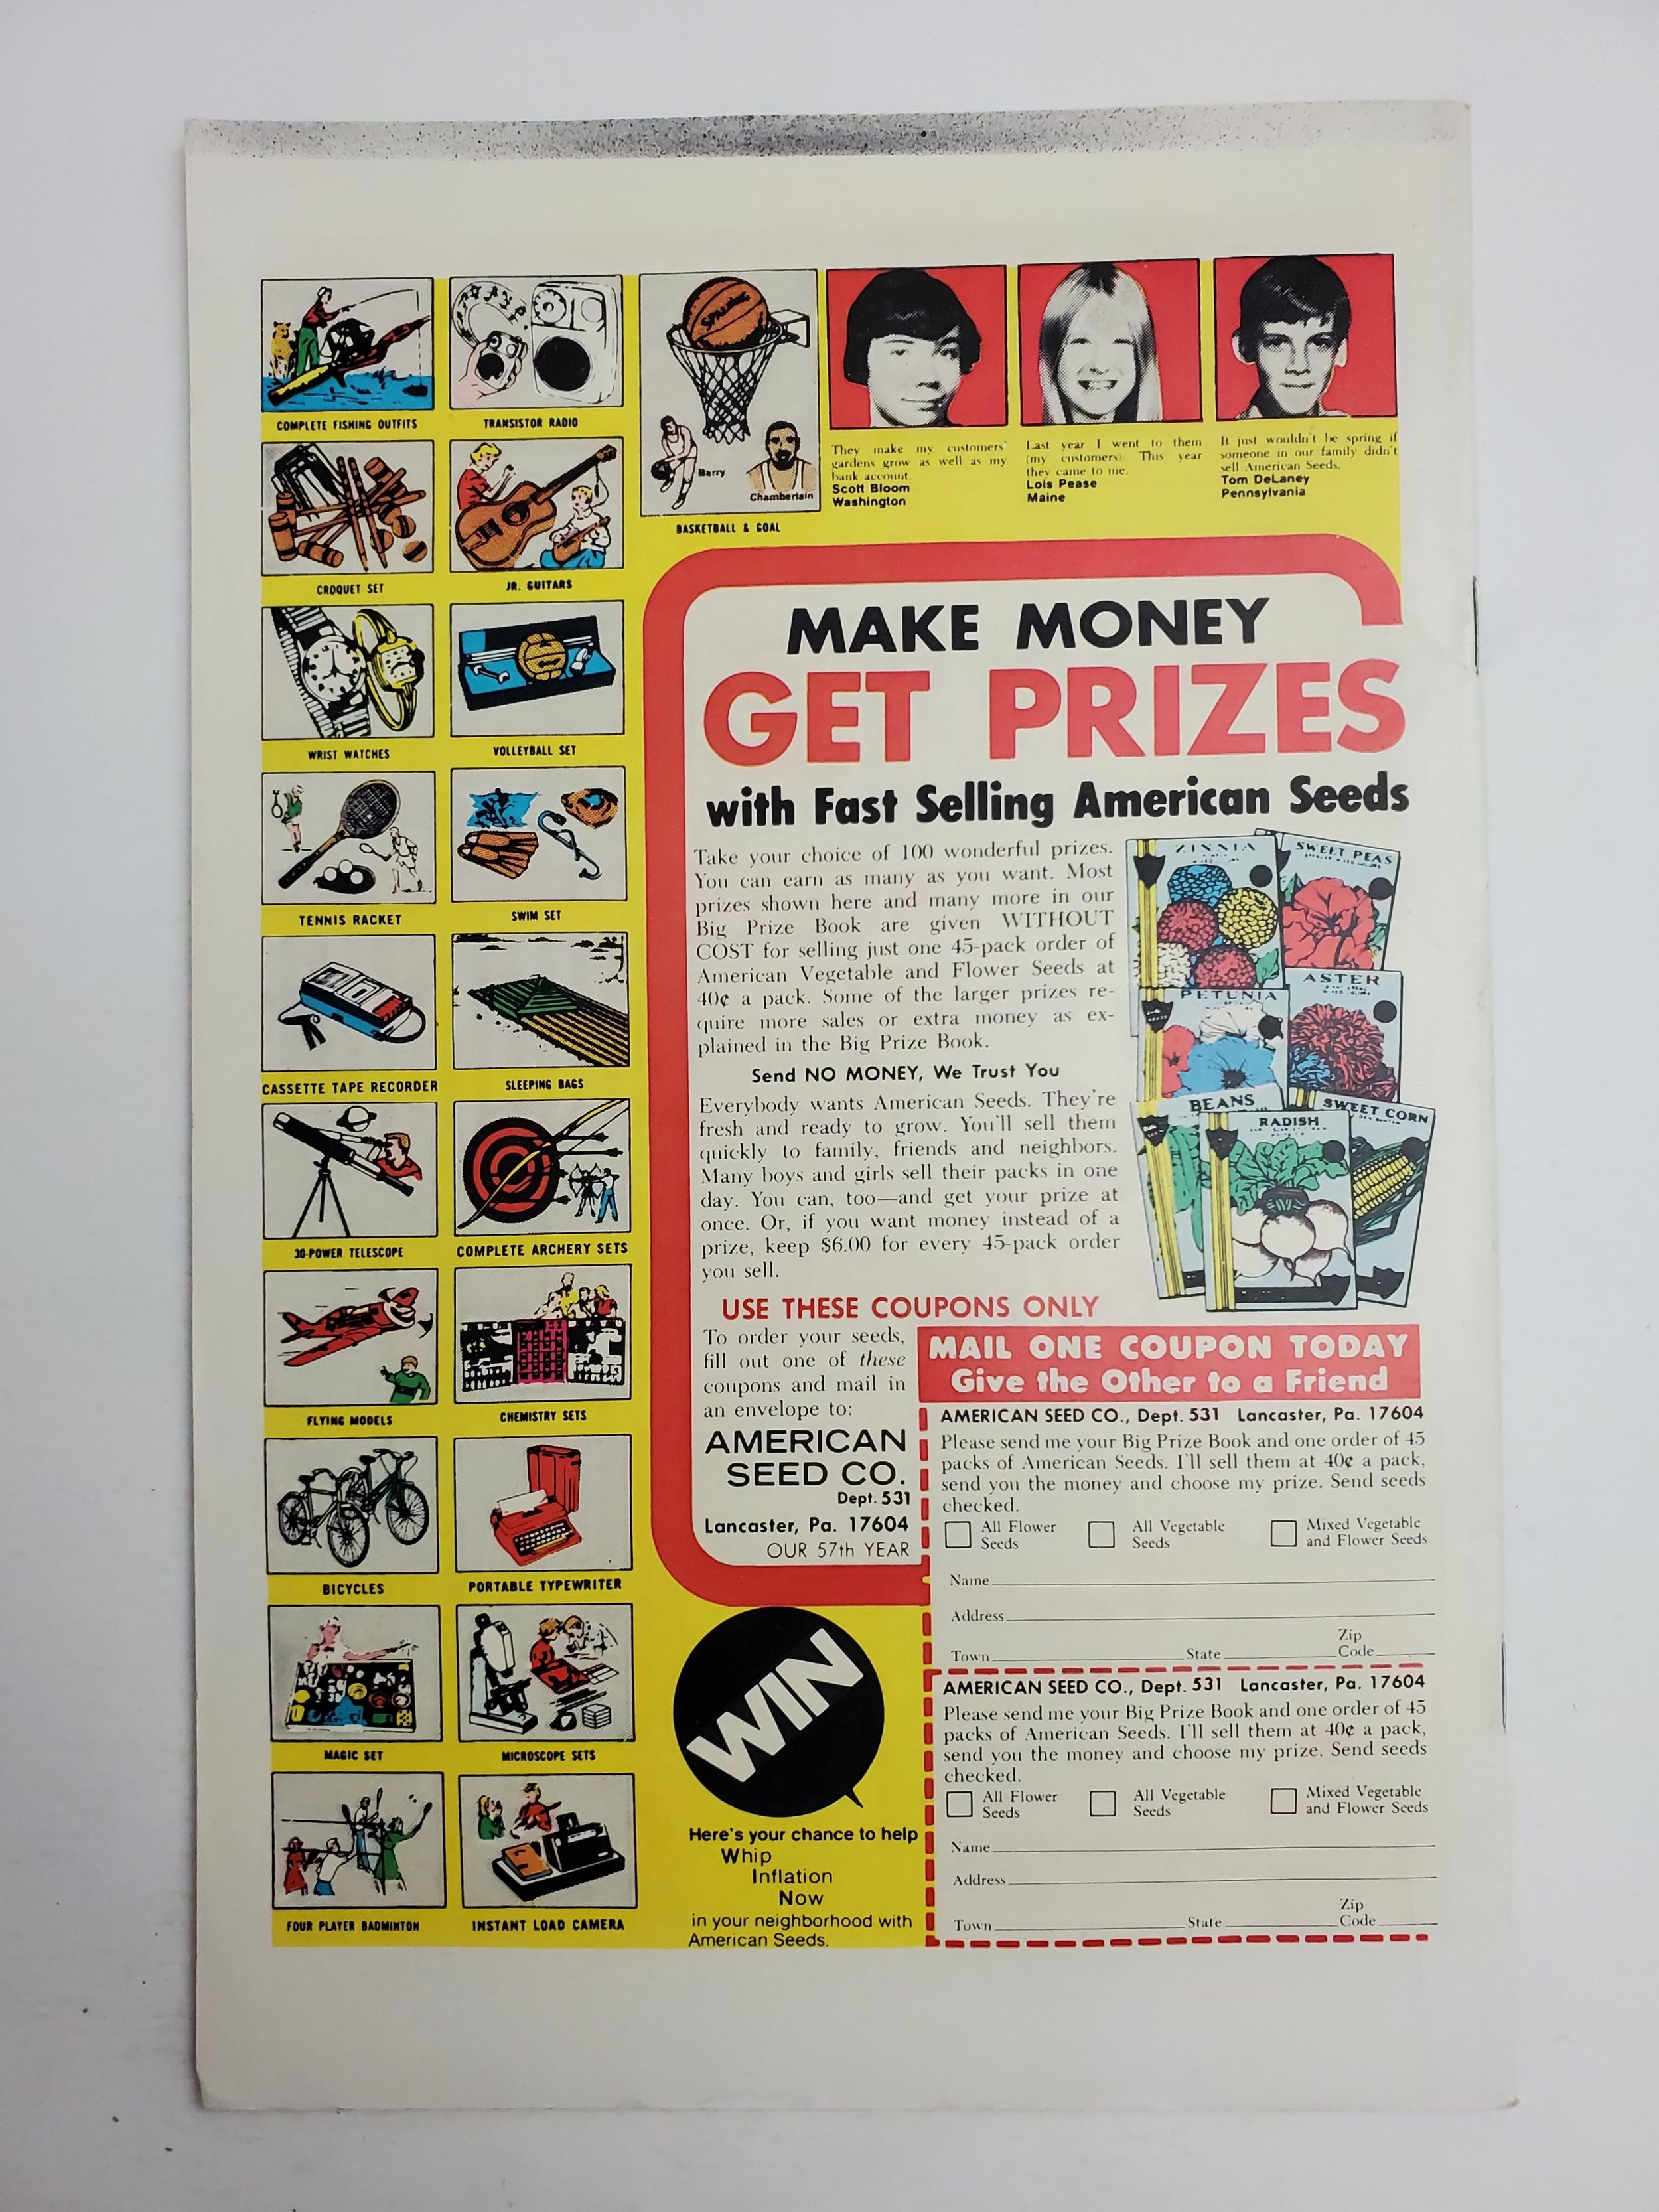 COMPLETE FISHING OUTFITS
TRANSISTOR RADIO
CROQUET SET
JR. GUITARS
WRIST WATCHES
VOLLEYBALL SET
TENNIS RACKET
SWIM SET
CASSETTE TAPE RECORDER
SLEEPING BAGS
30-POWER TELESCOPE
COMPLETE ARCHERY SETS
FLYING MODELS
CHEMISTRY SETS
BICYCLES
PORTABLE TYPEWRITER
MAGIC SET
MICROSCOPE SETS
FOUR PLAYER BADMINTON
INSTANT LOAD CAMERA
SPALDING
Barry
Chamberlain
BASKETBALL & GOAL
They make my customers'
gardens grow as well as my
bank account.
Scott Bloom
Washington
Last year I went to them
(my customers). This year
they came to me.
Lois Pease
Maine
It just wouldn't be spring if
someone in our family didn't
sell American Seeds.
Tom DeLaney
Pennsylvania
MAKE MONEY
GET PRIZES
with Fast Selling American Seeds
Take your choice of 100 wonderful prizes.
You can earn as many as you want. Most
prizes shown here and many more in our
Big Prize Book are given WITHOUT
COST for selling just one 45-pack order of
American Vegetable and Flower Seeds at
40¢ a pack. Some of the larger prizes re-
quire more sales or extra money as ex-
plained in the Big Prize Book.
Send NO MONEY, We Trust You
Everybody wants American Seeds. They're
fresh and ready to grow. You'll sell them
quickly to family, friends and neighbors.
Many boys and girls sell their packs in one
day. You can, too—and get your prize at
once. Or, if you want money instead of a
prize, keep $6.00 for every 45-pack order
you sell.
ZINNIA
SWEET PEAS
PETUNIA
ASTER
BEANS
RADISH
SWEET CORN
USE THESE COUPONS ONLY
To order your seeds,
fill out one of these
coupons and mail in
an envelope to:
AMERICAN
SEED CO.
Dept. 531
Lancaster, Pa. 17604
OUR 57th YEAR
MAIL ONE COUPON TODAY
Give the Other to a Friend
AMERICAN SEED CO., Dept. 531 Lancaster, Pa. 17604
Please send me your Big Prize Book and one order of 45
packs of American Seeds. I'll sell them at 40¢ a pack,
send you the money and choose my prize. Send seeds
checked.
All Flower Seeds
All Vegetable Seeds
Mixed Vegetable and Flower Seeds
Name
Address
Town State Zip Code
AMERICAN SEED CO., Dept. 531 Lancaster, Pa. 17604
Please send me your Big Prize Book and one order of 45
packs of American Seeds. I'll sell them at 40¢ a pack,
send you the money and choose my prize. Send seeds
checked.
All Flower Seeds
All Vegetable Seeds
Mixed Vegetable and Flower Seeds
Name
Address
Town State Zip Code
WIN
Here's your chance to help
Whip
Inflation
Now
in your neighborhood with
American Seeds.